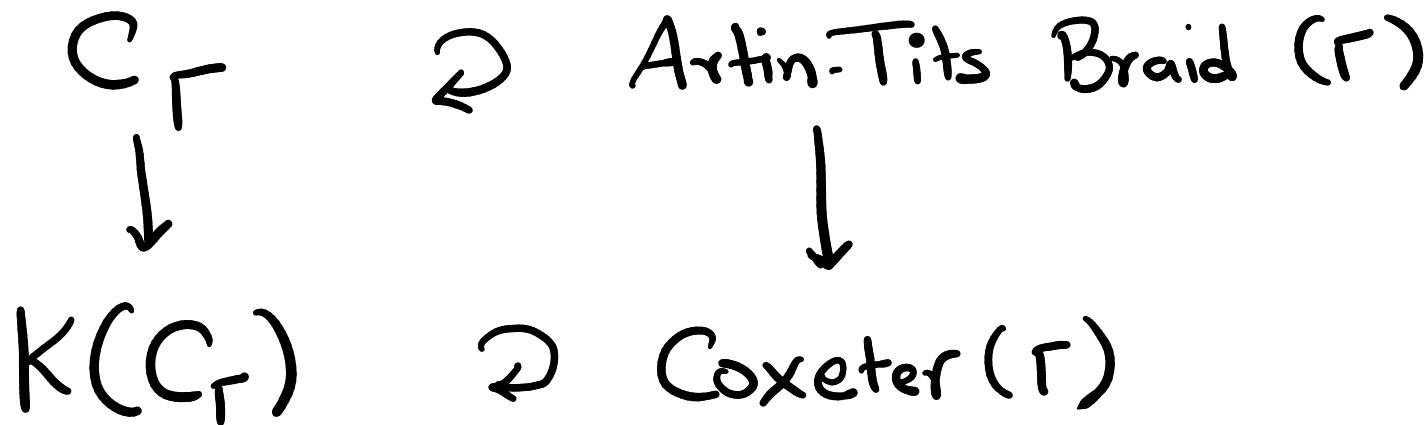 C_Γ Artin-Tits Braid (Γ)
K(C_Γ) Coxeter (Γ)